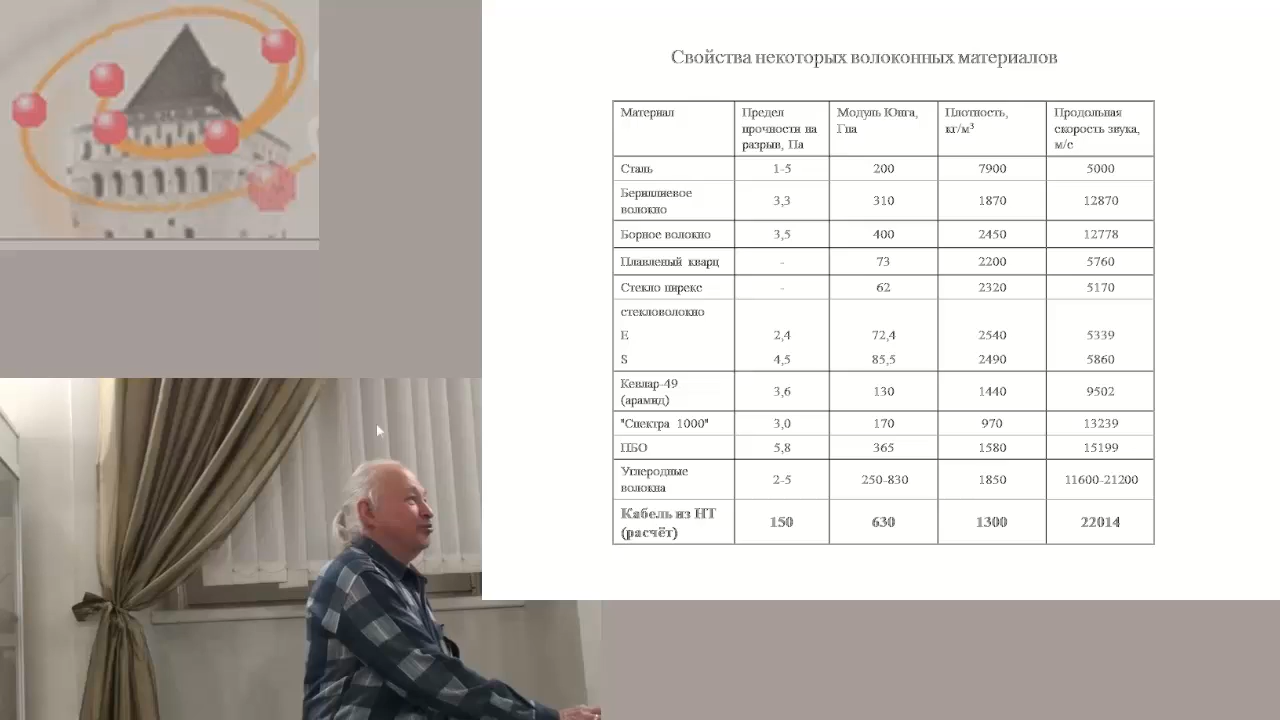 Свойства некоторых волоконных материалов
Материал
Предел
прочности на
разрыв, Па
Модуль Юнга,
Гпа
Плотность,
кг/м³
Продольная
скорость звука,
м/с
Сталь 1-5 200 7900 5000
Бериллиевое
волокно 3,3 310 1870 12870
Борное волокно 3,5 400 2450 12778
Плавленый кварц - 73 2200 5760
Стекло пирекс - 62 2320 5170
стекловолокно
E 2,4 72,4 2540 5339
S 4,5 85,5 2490 5860
Кевлар-49
(арамид) 3,6 130 1440 9502
"Спектра 1000" 3,0 170 970 13239
ПБО 5,8 365 1580 15199
Углеродные
волокна 2-5 250-830 1850 11600-21200
Кабель из НТ
(расчёт) 150 630 1300 22014